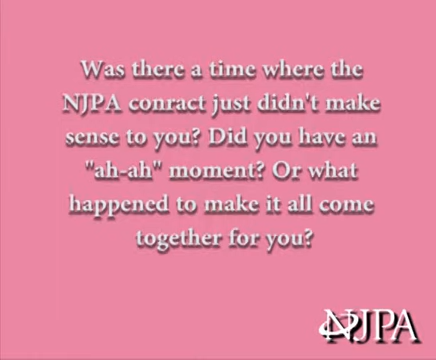 Was there a time where the
NJPA conract just didn't make
sense to you? Did you have an
"ah-ah" moment? Or what
happened to make it all come
together for you?
NJPA